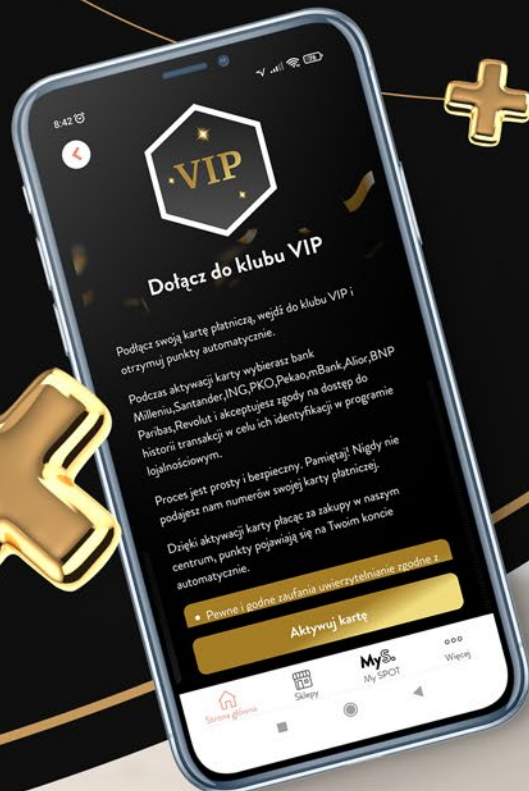 8:42
76
VIP
Dołącz do klubu VIP
Podłącz swoją kartę płatniczą, wejdź do klubu VIP i
otrzymuj punkty automatycznie.
Podczas aktywacji karty wybierasz bank
Milleniu,Santander,ING,PKO,Pekao,mBank,Alior,BNP
Paribas,Revolut i akceptujesz zgody na dostęp do
historii transakcji w celu ich identyfikacji w programie
lojalnościowym.
Proces jest prosty i bezpieczny. Pamiętaj! Nigdy nie
podajesz nam numerów swojej karty płatniczej.
Dzięki aktywacji karty płacąc za zakupy w naszym
centrum, punkty pojawiają się na Twoim koncie
automatycznie.
• Pewne i godne zaufania uwierzytelnianie zgodne z
Aktywuj kartę
MyS.
Strona główna Sklepy My SPOT Więcej